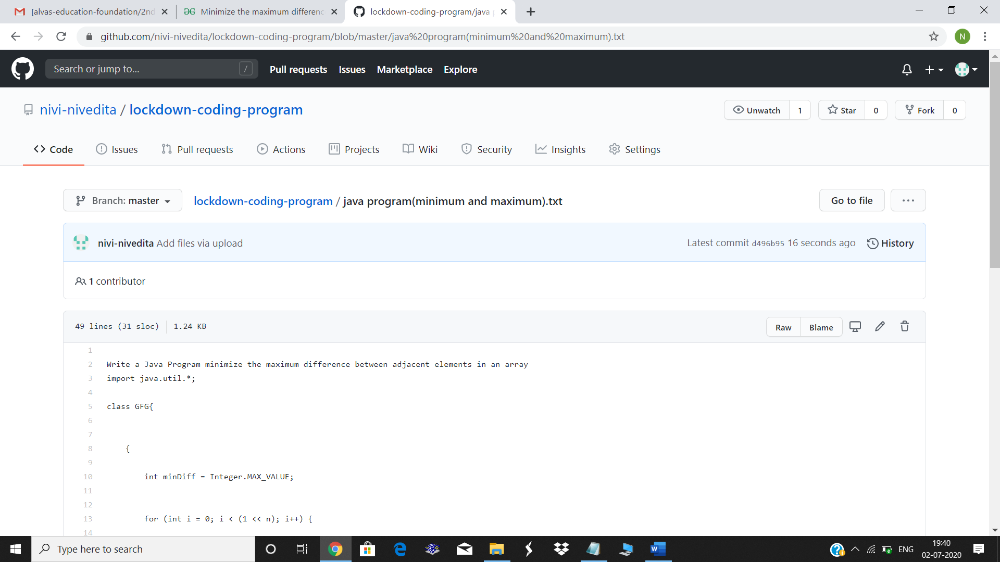 [alvas-education-foundation/2nd
Minimize the maximum differenc
lockdown-coding-program/java
github.com/nivi-nivedita/lockdown-coding-program/blob/master/java%20program(minimum%20and%20maximum).txt
N
Search or jump to...
/
Pull requests
Issues
Marketplace
Explore
nivi-nivedita / lockdown-coding-program
Unwatch 1
Star 0
Fork 0
Code
Issues
Pull requests
Actions
Projects
Wiki
Security
Insights
Settings
Branch: master
lockdown-coding-program / java program(minimum and maximum).txt
Go to file
nivi-nivedita Add files via upload
Latest commit d496b95 16 seconds ago
History
1 contributor
49 lines (31 sloc)
1.24 KB
Raw
Blame
1
2 Write a Java Program minimize the maximum difference between adjacent elements in an array
3 import java.util.*;
4
5 class GFG{
6
7
8 {
9
10 int minDiff = Integer.MAX_VALUE;
11
12
13 for (int i = 0; i < (1 << n); i++) {
14
Type here to search
ENG
19:40
02-07-2020